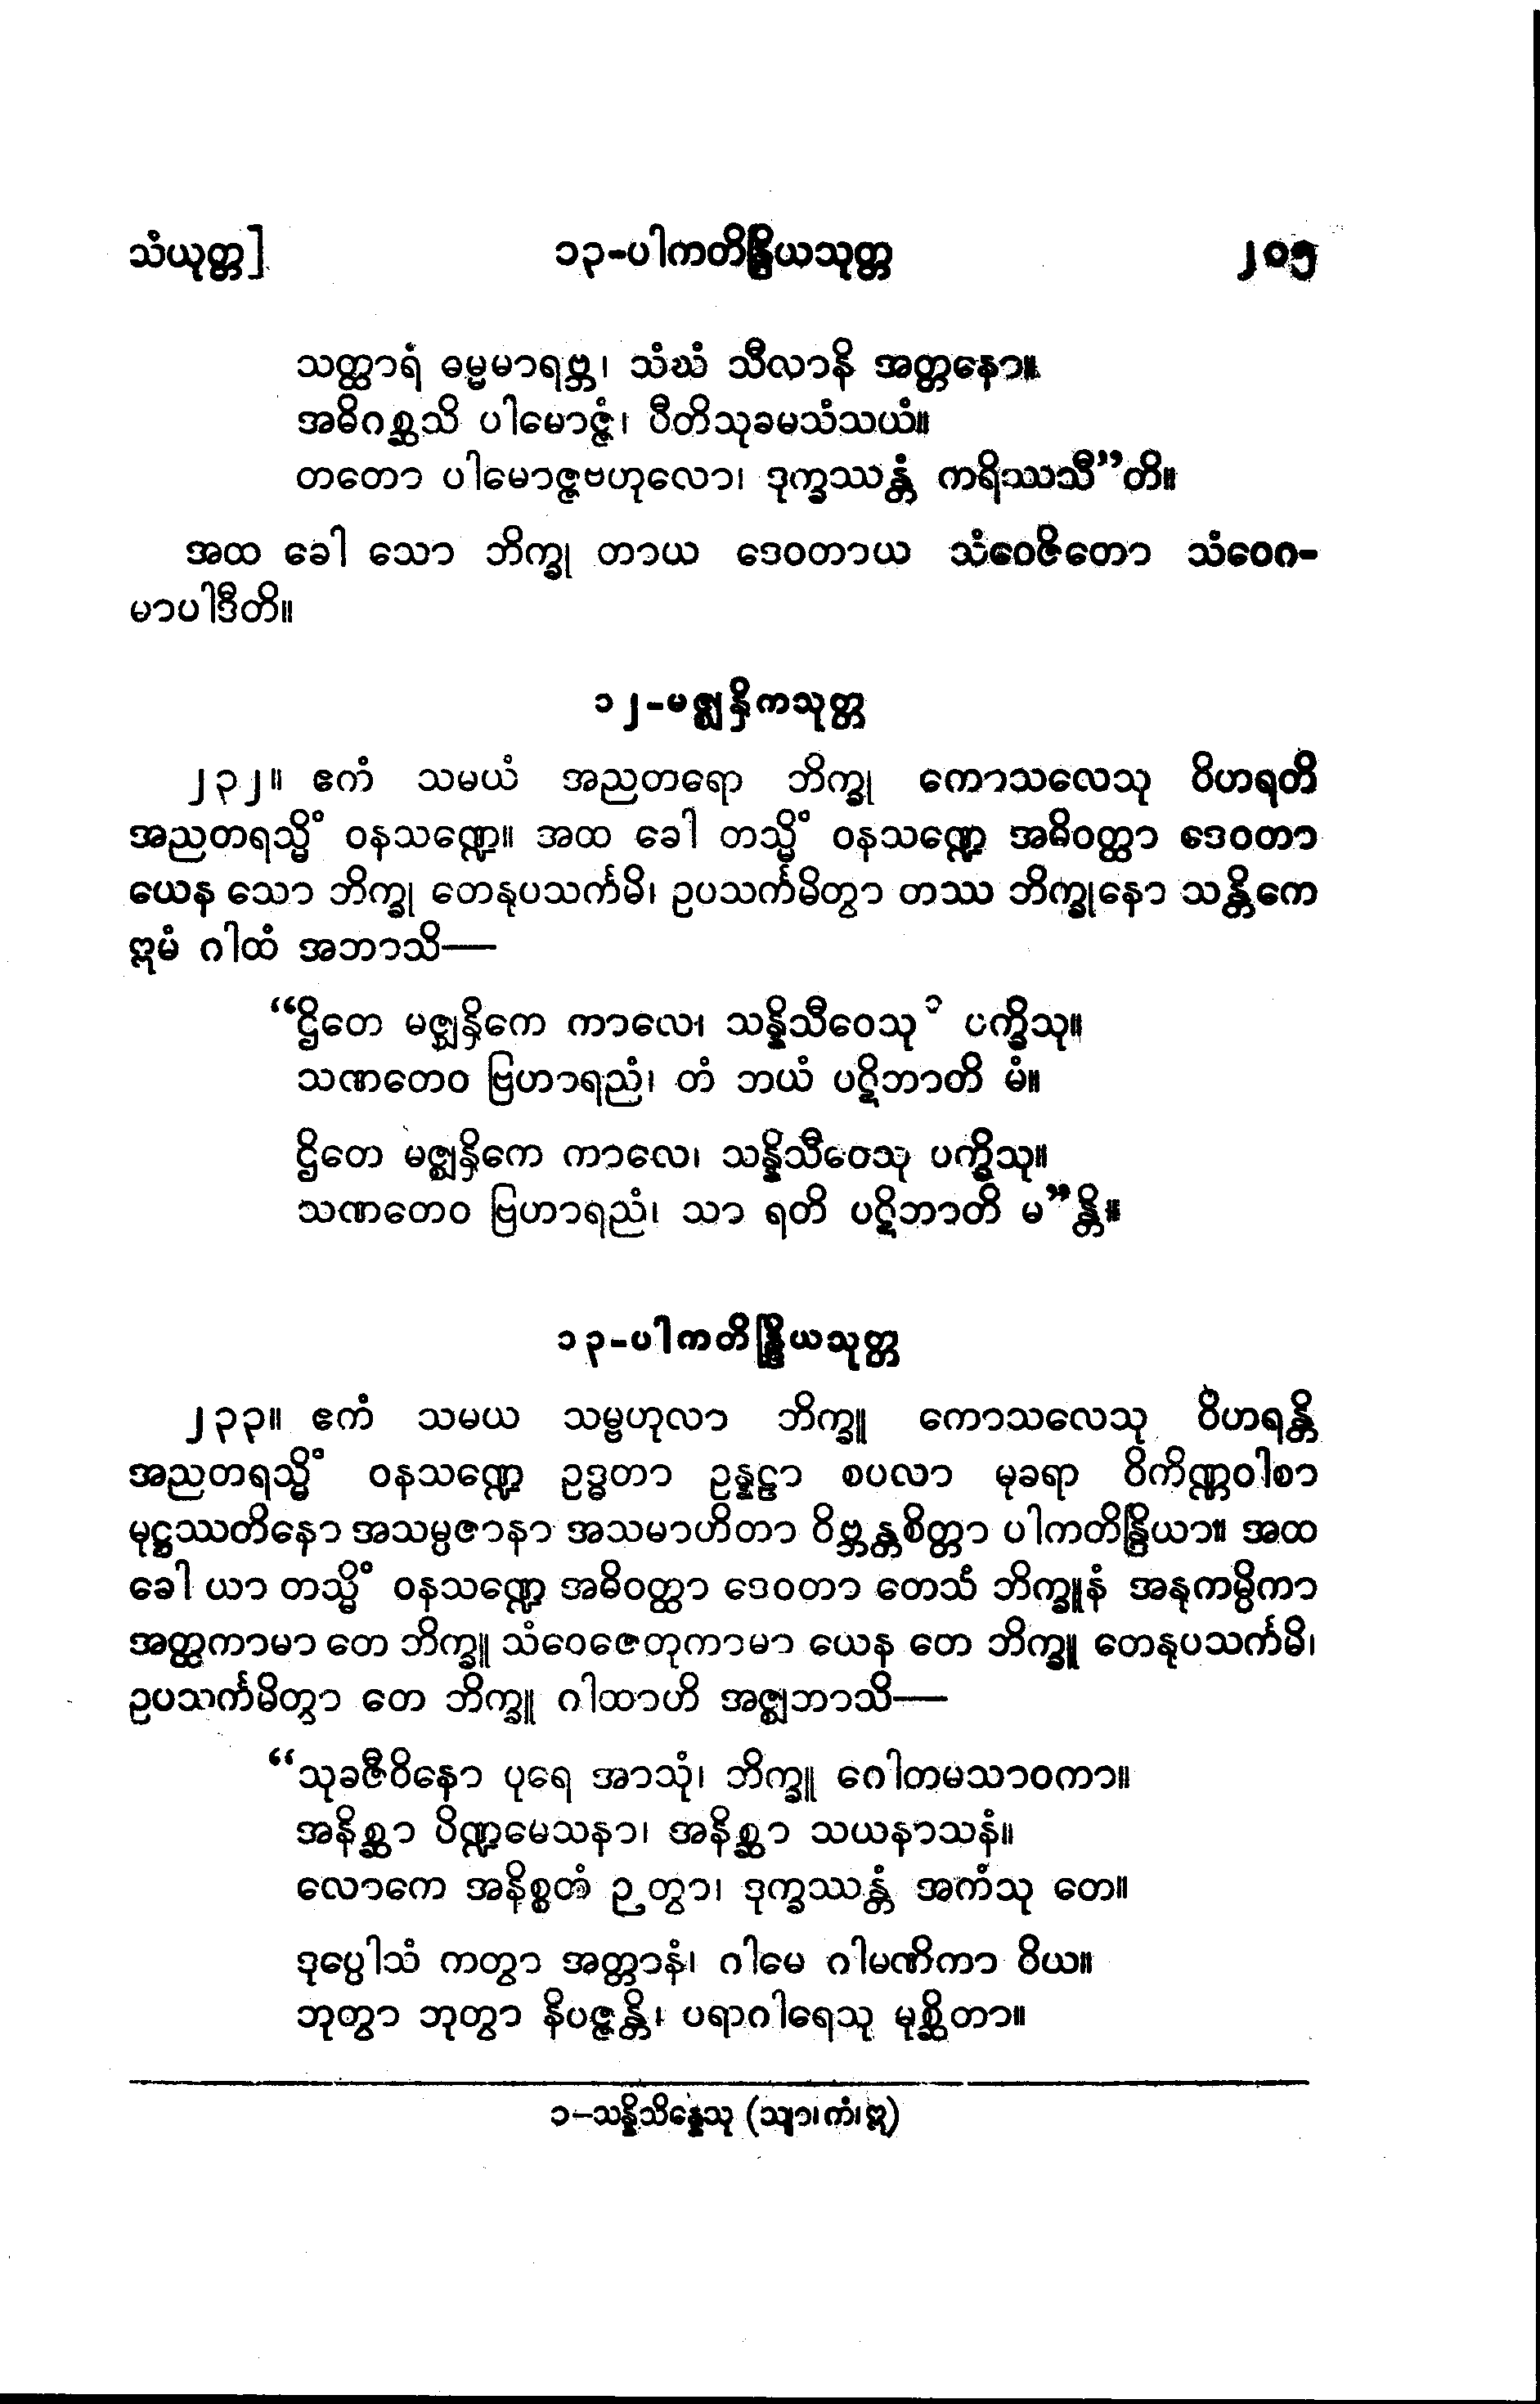 သံယုတ္တ]	၁၃-ပါကတိန္ဒြိယသုတ္တ	၂၀၅
သတ္ထာရံ ဓမ္မမာရဗ္ဘ၊ သံဃံ သီလာနိ အတ္တနော။
အဓိဂစ္ဆသိ ပါမောဇ္ဇံ၊ ပီတိသုခမသံသယံ။
တတော ပါမောဇ္ဇဗဟုလော၊ ဒုက္ခဿန္တံ ကရိဿသီ”တိ။
အထ ခေါ သော ဘိက္ခု တာယ ဒေဝတာယ သံဝေဇိတော သံဝေဂ-
မာပါဒီတိ။
၁၂-မဇ္ဈန္ှိကသုတ္တ
၂၃၂။ ဧကံ သမယံ အညတရော ဘိက္ခု ကောသလေသု ဝိဟရတိ
အညတရသ္မိံ ဝနသဏ္ဍေ။ အထ ခေါ တသ္မိံ ဝနသဏ္ဍေ အဓိဝတ္ထာ ဒေဝတာ
ယေန သော ဘိက္ခု တေနုပသင်္ကမိ၊ ဥပသင်္ကမိတွာ တဿ ဘိက္ခုနော သန္တိကေ
ဣမံ ဂါထံ အဘာသိ—
“ဌိတေ မဇ္ဈနှိကေ ကာလေ၊ သန္နိသီဝေသု ၁ ပက္ခိသု။
သဏတေဝ ဗြဟာရညံ၊ တံ ဘယံ ပဋိဘာတိ မံ။
ဌိတေ မဇ္ဈနှိကေ ကာလေ၊ သန္နိသီဝေသု ပက္ခိသု။
သဏတေဝ ဗြဟာရညံ၊ သာ ရတိ ပဋိဘာတိ မ”န္တိ။
၁၃-ပါကတိန္ဒြိယသုတ္တ
၂၃၃။ ဧကံ သမယ သမ္ဗဟုလာ ဘိက္ခူ ကောသလေသု ဝိဟရန္တိ
အညတရသ္မိံ ဝနသဏ္ဍေ ဥဒ္ဓတာ ဥန္နဠာ စပလာ မုခရာ ဝိကိဏ္ဏဝါစာ
မုဋ္ဌဿတိနော အသမ္ပဇာနာ အသမာဟိတာ ဝိဗ္ဘန္တစိတ္တာ ပါကတိန္ဒြိယာ။ အထ
ခေါ ယာ တသ္မိံ ဝနသဏ္ဍေ အဓိဝတ္ထာ ဒေဝတာ တေသံ ဘိက္ခူနံ အနုကမ္ပိကာ
အတ္ထကာမာ တေ ဘိက္ခူ သံဝေဇေတုကာမာ ယေန တေ ဘိက္ခူ တေနုပသင်္ကမိ၊
ဥပသင်္ကမိတွာ တေ ဘိက္ခူ ဂါထာဟိ အဇ္ဈဘာသိ—
“သုခဇီဝိနော ပုရေ အာသုံ၊ ဘိက္ခူ ဂေါတမသာဝကာ။
အနိစ္ဆာ ပိဏ္ဍမေသနာ၊ အနိစ္ဆာ သယနာသနံ။
လောကေ အနိစ္စတံ ဉတွာ၊ ဒုက္ခဿန္တံ အကံသု တေ။
ဒုပ္ပေါသံ ကတွာ အတ္တာနံ၊ ဂါမေ ဂါမဏိကာ ဝိယ။
ဘုတွာ ဘုတွာ နိပဇ္ဇန္တိ၊ ပရာဂါရေသု မုစ္ဆိတာ။
၁-သန္နိသိန္နေသု (သျာ၊ကံ၊ဣ)